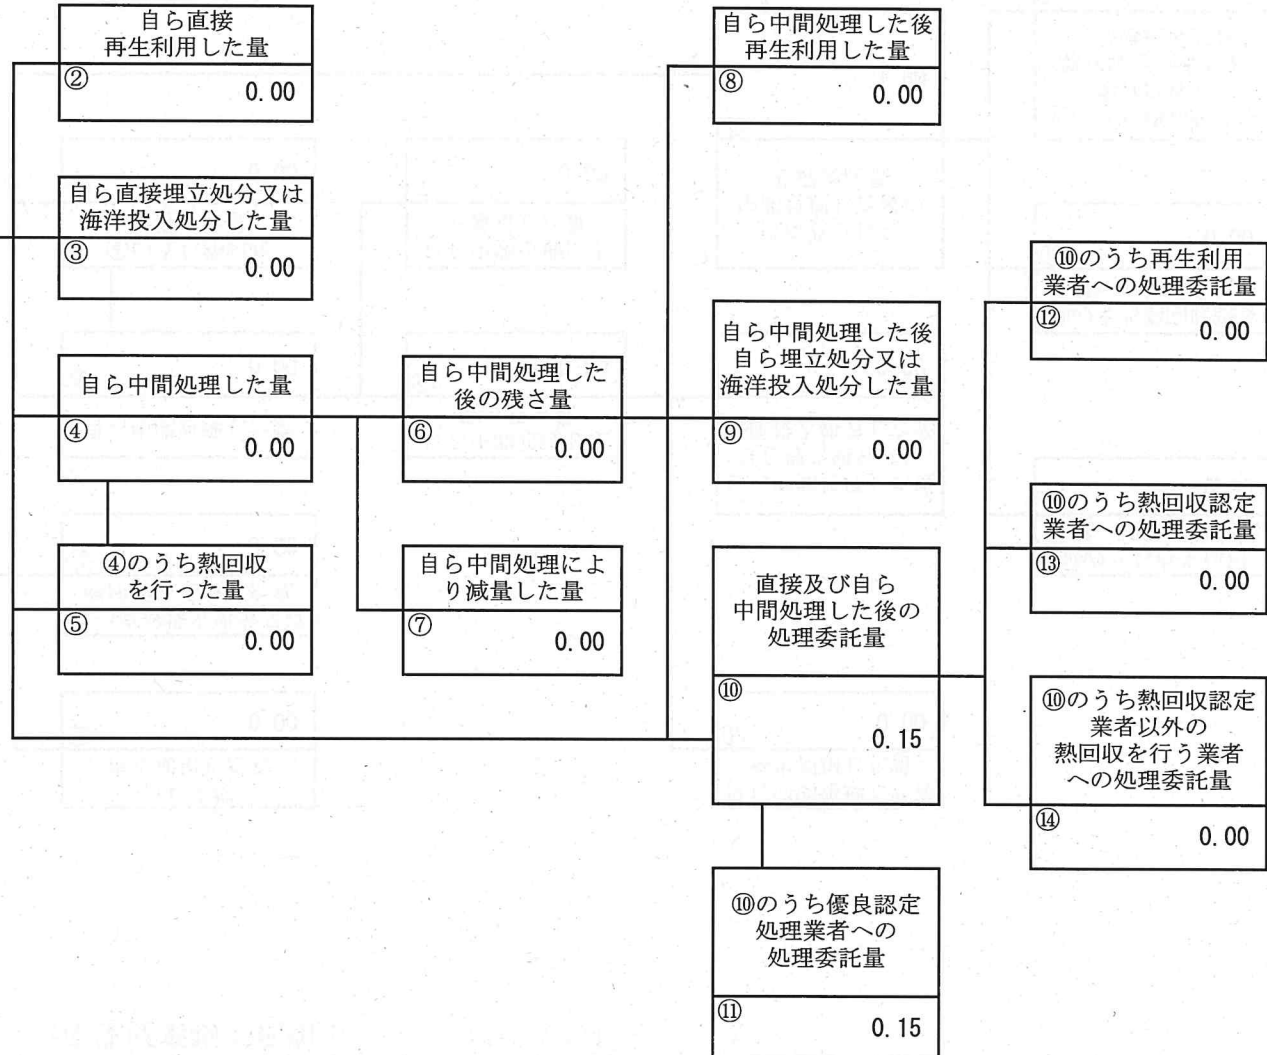 自ら直接
再生利用した量
②
0.00
自ら直接埋立処分又は
海洋投入処分した量
③
0.00
自ら中間処理した量
④
0.00
④のうち熱回収
を行った量
⑤
0.00
自ら中間処理した
後の残さ量
⑥
0.00
自ら中間処理によ
り減量した量
⑦
0.00
自ら中間処理した後
再生利用した量
⑧
0.00
自ら中間処理した後
自ら埋立処分又は
海洋投入処分した量
⑨
0.00
直接及び自ら
中間処理した後の
処理委託量
⑩
0.15
⑩のうち優良認定
処理業者への
処理委託量
⑪
0.15
⑩のうち再生利用
業者への処理委託量
⑫
0.00
⑩のうち熱回収認定
業者への処理委託量
⑬
0.00
⑩のうち熱回収認定
業者以外の
熱回収を行う業者
への処理委託量
⑭
0.00